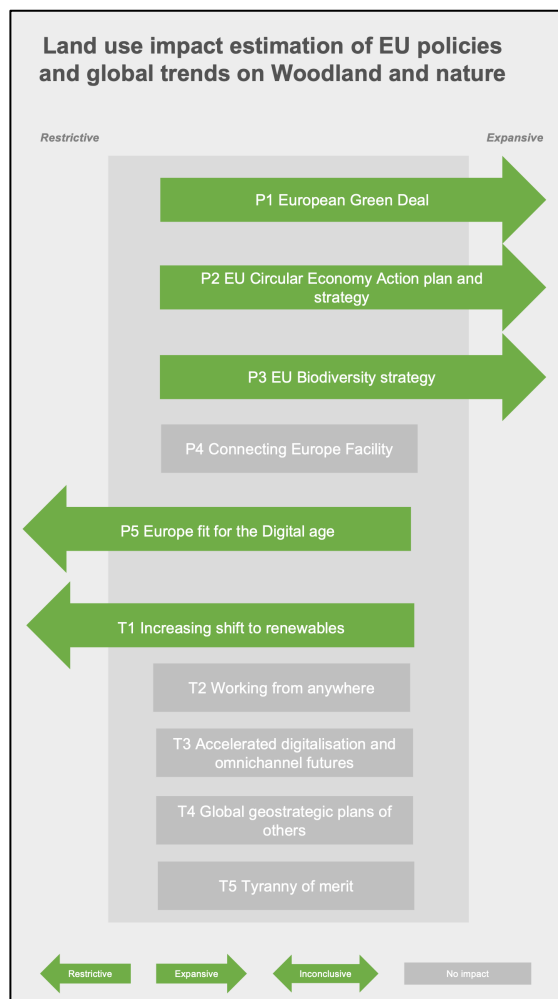 Land use impact estimation of EU policies
and global trends on Woodland and nature
Restrictive
Expansive
P1 European Green Deal
P2 EU Circular Economy Action plan and
strategy
P3 EU Biodiversity strategy
P4 Connecting Europe Facility
P5 Europe fit for the Digital age
T1 Increasing shift to renewables
T2 Working from anywhere
T3 Accelerated digitalisation and
omnichannel futures
T4 Global geostrategic plans of
others
T5 Tyranny of merit
Restrictive
Expansive
Inconclusive
No impact